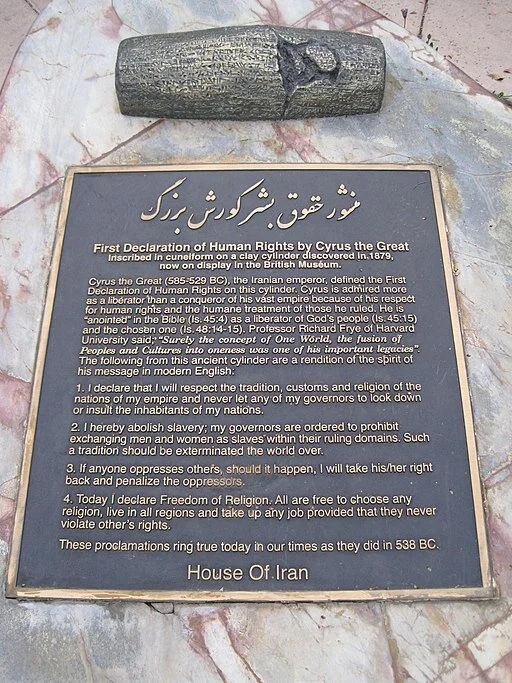 منشور حقوق بشر کورش بزرگ
First Declaration of Human Rights by Cyrus the Great
Inscribed in cuneiform on a clay cylinder discovered in 1879,
now on display in the British Museum.
Cyrus the Great (585-529 BC), the Iranian emperor, defined the First
Declaration of Human Rights on this cylinder. Cyrus is admired more
as a liberator than a conqueror of his vast empire because of his respect
for human rights and the humane treatment of those he ruled. He is
"anointed" in the Bible (Is.45:4) as a liberator of God's people (Is.45:15)
and the chosen one (Is.48:14-15). Professor Richard Frye of Harvard
University said; "Surely the concept of One World, the fusion of
Peoples and Cultures into oneness was one of his important legacies".
The following from this ancient cylinder are a rendition of the spirit of
his message in modern English:
1. I declare that I will respect the tradition, customs and religion of the
nations of my empire and never let any of my governors to look down
or insult the inhabitants of my nations.
2. I hereby abolish slavery; my governors are ordered to prohibit
exchanging men and women as slaves within their ruling domains. Such
a tradition should be exterminated the world over.
3. If anyone oppresses others, should it happen, I will take his/her right
back and penalize the oppressors.
4. Today I declare Freedom of Religion. All are free to choose any
religion, live in all regions and take up any job provided that they never
violate other's rights.
These proclamations ring true today in our times as they did in 538 BC.
House Of Iran